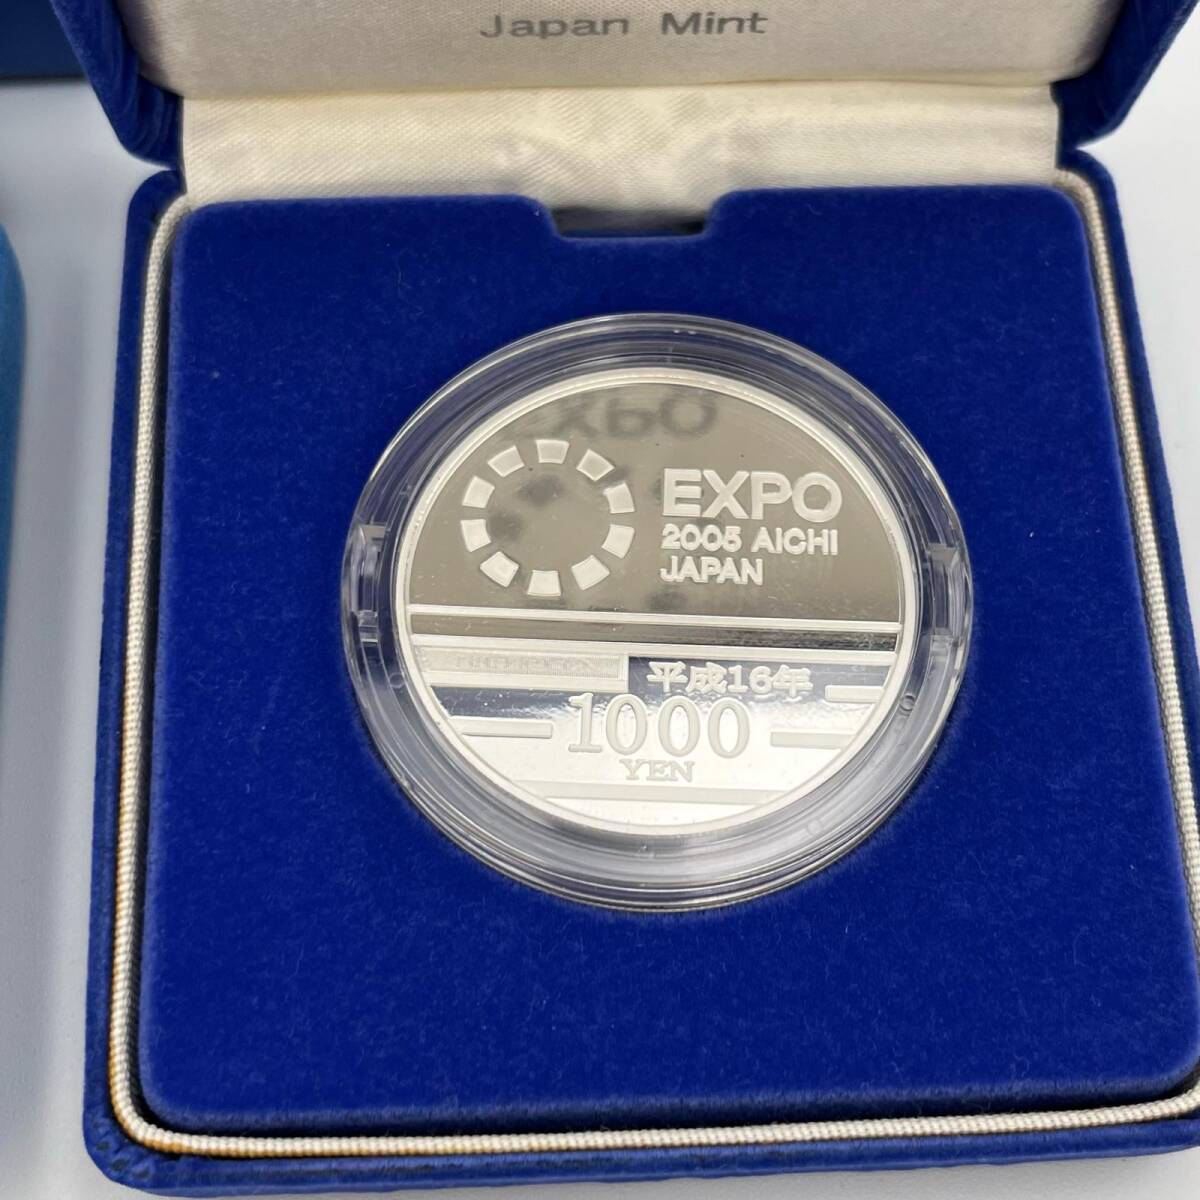 Japan Mint
EXPO
2005 AICHI
JAPAN
平成16年
1000
YEN